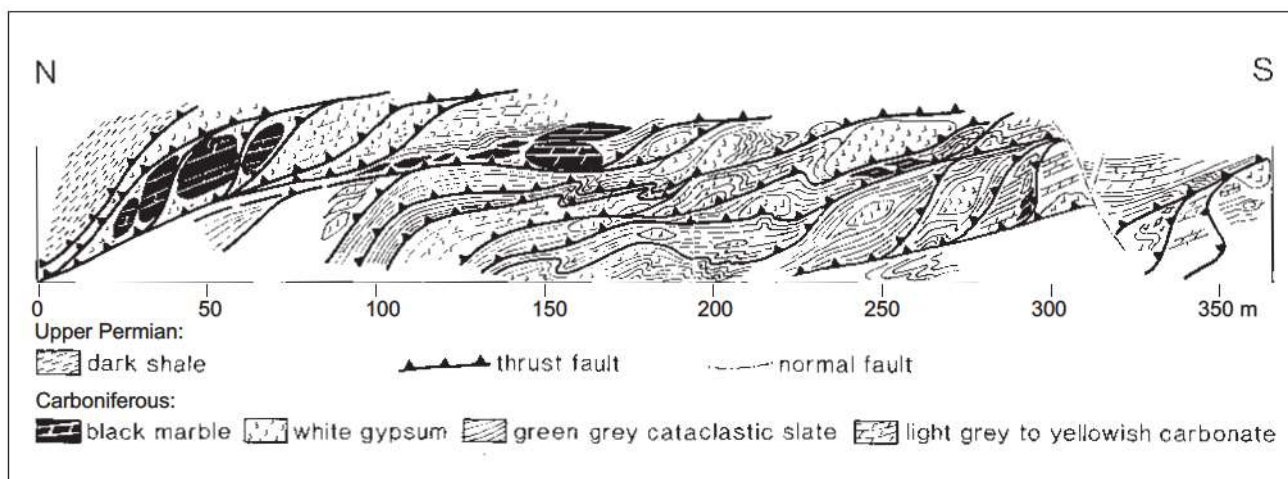 N S
0 50 100 150 200 250 300 350 m
Upper Permian:
dark shale thrust fault normal fault
Carboniferous:
black marble white gypsum green grey cataclastic slate light grey to yellowish carbonate